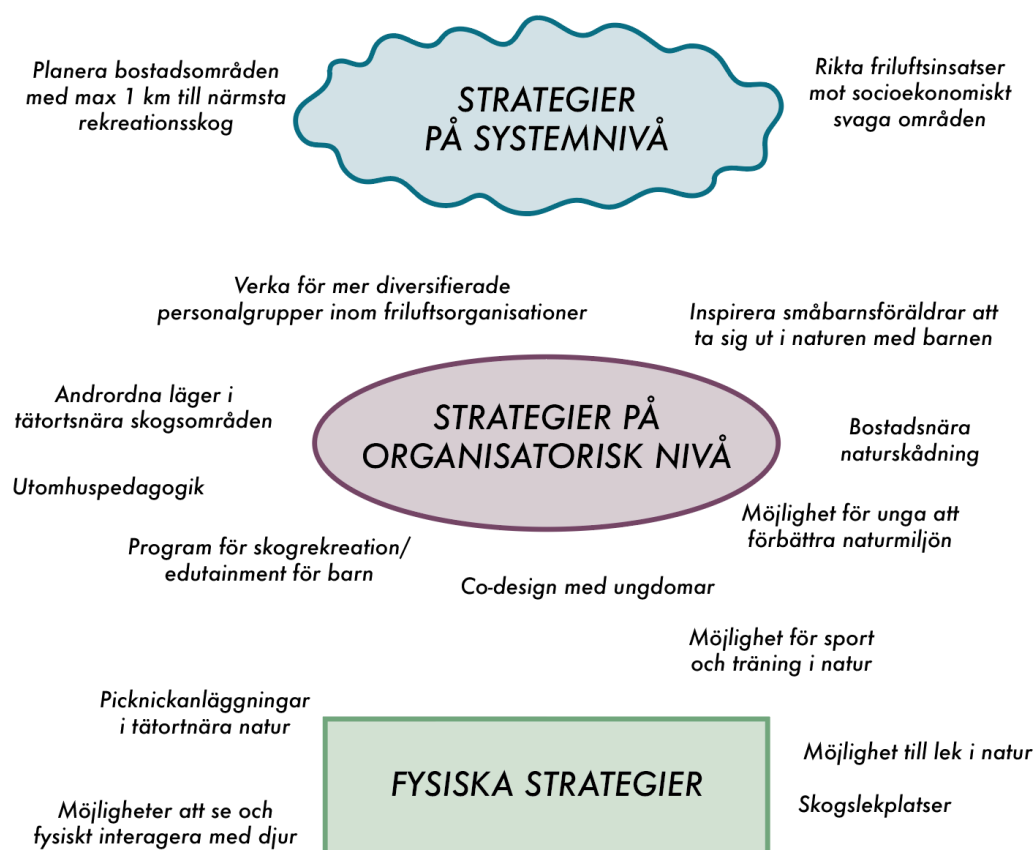 Planera bostadsområden
med max 1 km till närmsta
rekreationsskog
STRATEGIER
PÅ SYSTEMNIVÅ
Rikta friluftsinsatser
mot socioekonomiskt
svaga områden
Verka för mer diversifierade
personalgrupper inom friluftsorganisationer
Inspirera småbarnsföräldrar att
ta sig ut i naturen med barnen
Andrordna läger i
tätortsnära skogsområden
STRATEGIER PÅ
ORGANISATORISK NIVÅ
Bostadsnära
naturskådning
Utomhuspedagogik
Möjlighet för unga att
förbättra naturmiljön
Program för skogrekreation/
edutainment för barn
Co-design med ungdomar
Möjlighet för sport
och träning i natur
Picknickanläggningar
i tätortnära natur
FYSISKA STRATEGIER
Möjlighet till lek i natur
Skogslekplatser
Möjligheter att se och
fysiskt interagera med djur